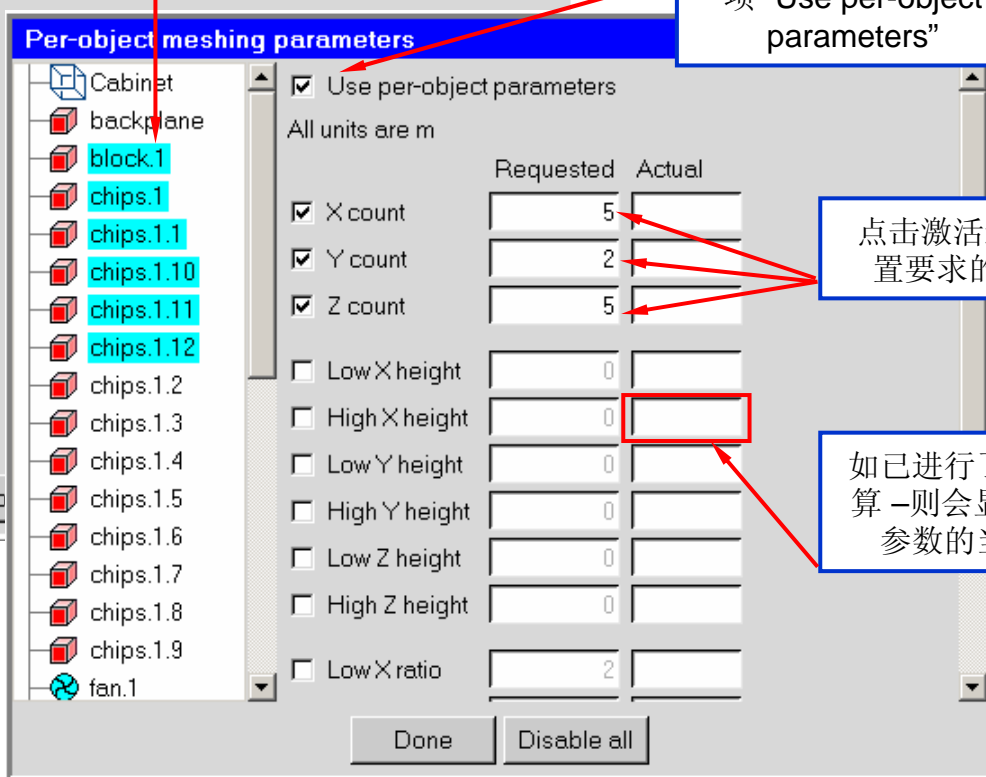 项 "Use per-object
parameters"
Per-object meshing parameters
Cabinet
backplane
block.1
chips.1
chips.1.1
chips.1.10
chips.1.11
chips.1.12
chips.1.2
chips.1.3
chips.1.4
chips.1.5
chips.1.6
chips.1.7
chips.1.8
chips.1.9
fan.1
Use per-object parameters
All units are m
Requested Actual
X count 5
Y count 2
Z count 5
Low X height 0
High X height 0
Low Y height 0
High Y height 0
Low Z height 0
High Z height 0
Low X ratio 2
Done Disable all
点击激活
置要求的
如已进行
算 –则会显
参数的